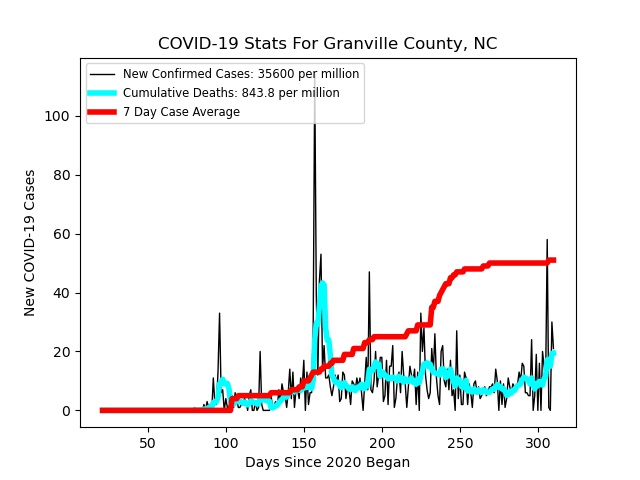 COVID-19 Stats For Granville County, NC
New Confirmed Cases: 35600 per million
Cumulative Deaths: 843.8 per million
7 Day Case Average
New COVID-19 Cases
100
80
60
40
20
0
50 100 150 200 250 300
Days Since 2020 Began